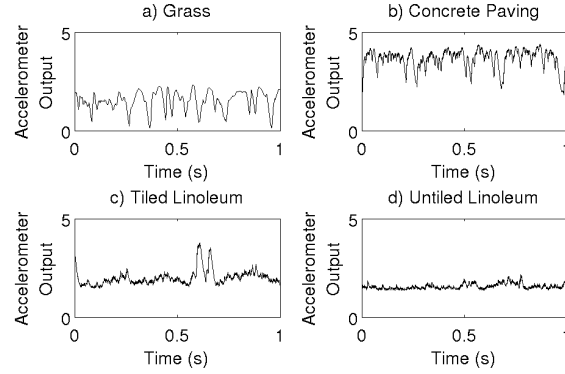 a) Grass
5
0
Accelerometer
Output
0 0.5 1
Time (s)
b) Concrete Paving
5
0
Accelerometer
Output
0 0.5 1
Time (s)
c) Tiled Linoleum
5
0
Accelerometer
Output
0 0.5 1
Time (s)
d) Untiled Linoleum
5
0
Accelerometer
Output
0 0.5 1
Time (s)